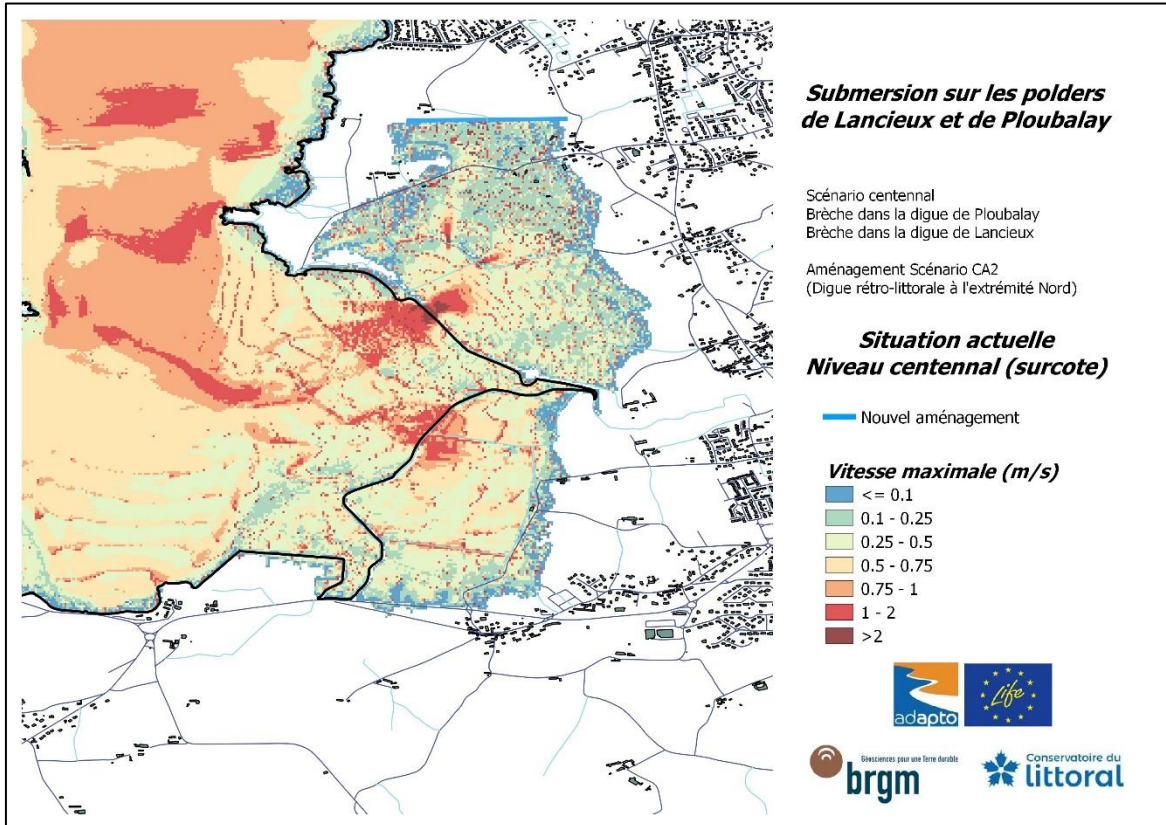 Submersion sur les polders
de Lancieux et de Ploubalay
Scénario centennal
Brèche dans la digue de Ploubalay
Brèche dans la digue de Lancieux
Aménagement Scénario CA2
(Digue rétro-littorale à l'extrémité Nord)
Situation actuelle
Niveau centennal (surcote)
Nouvel aménagement
Vitesse maximale (m/s)
<= 0.1
0.1 - 0.25
0.25 - 0.5
0.5 - 0.75
0.75 - 1
1 - 2
>2
adapto
Life
Géosciences pour une Terre durable
brgm
Conservatoire du
littoral